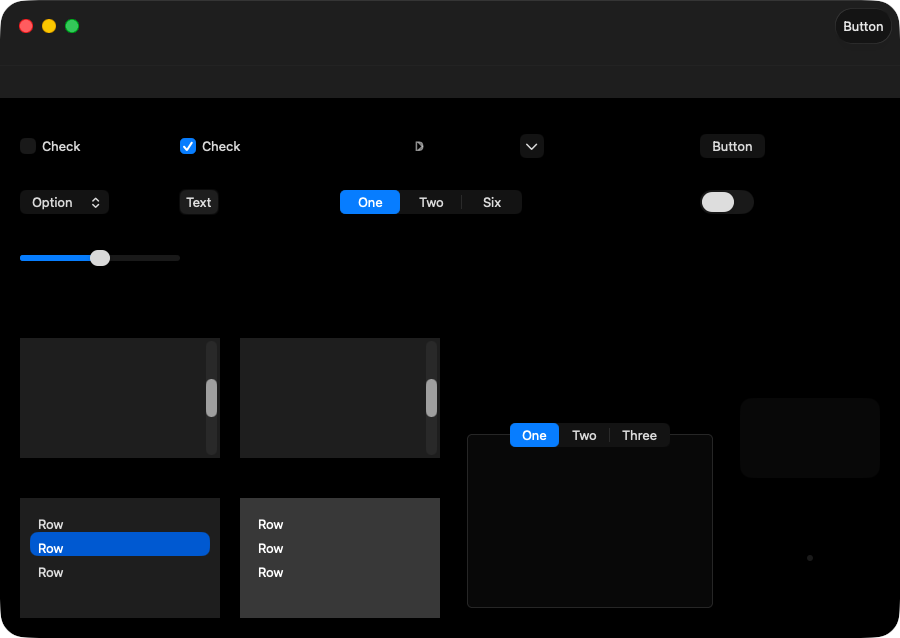 Button
Check
Check
Button
Option
Text
One
Two
Six
One
Two
Three
Row
Row
Row
Row
Row
Row